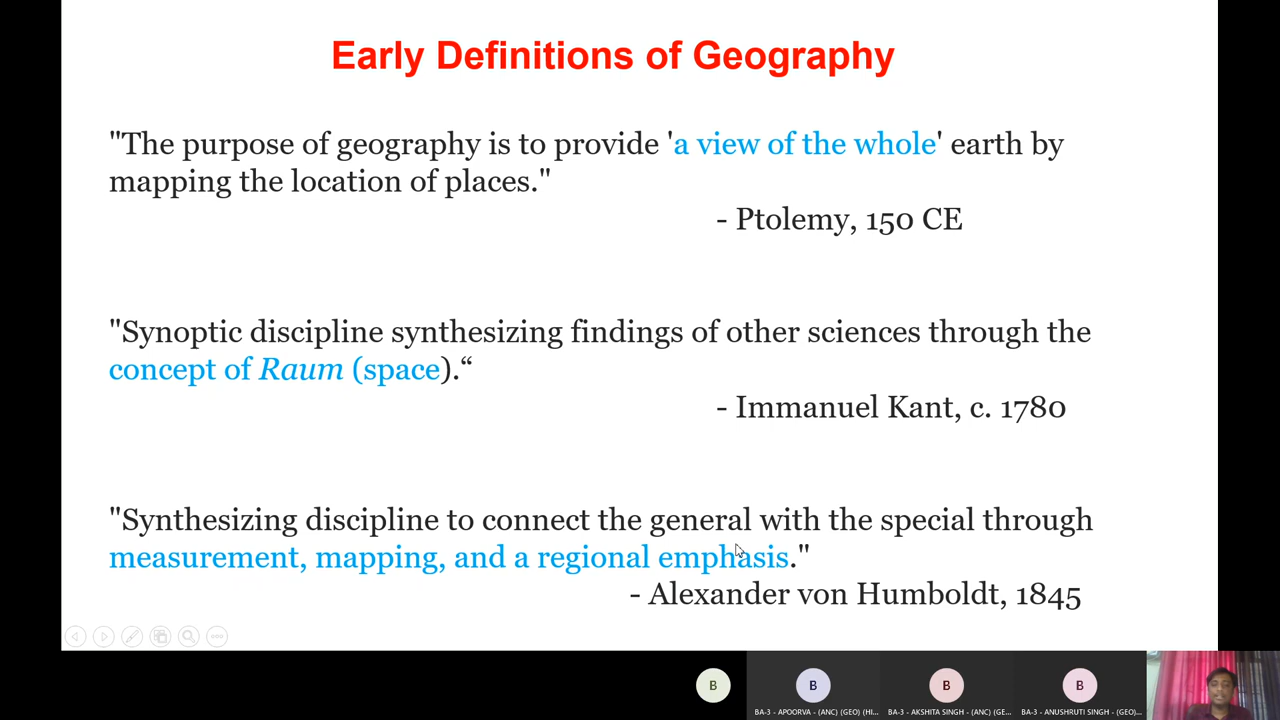 Early Definitions of Geography
"The purpose of geography is to provide 'a view of the whole' earth by
mapping the location of places."
- Ptolemy, 150 CE
"Synoptic discipline synthesizing findings of other sciences through the
concept of Raum (space).“
- Immanuel Kant, c. 1780
"Synthesizing discipline to connect the general with the special through
measurement, mapping, and a regional emphasis."
- Alexander von Humboldt, 1845
B
B
B
B
BA-3 - APOORVA - (ANC) (GEO) (HI...
BA-3 - AKSHITA SINGH - (ANC) (GE...
BA-3 - ANUSHRUTI SINGH - (GEO)...